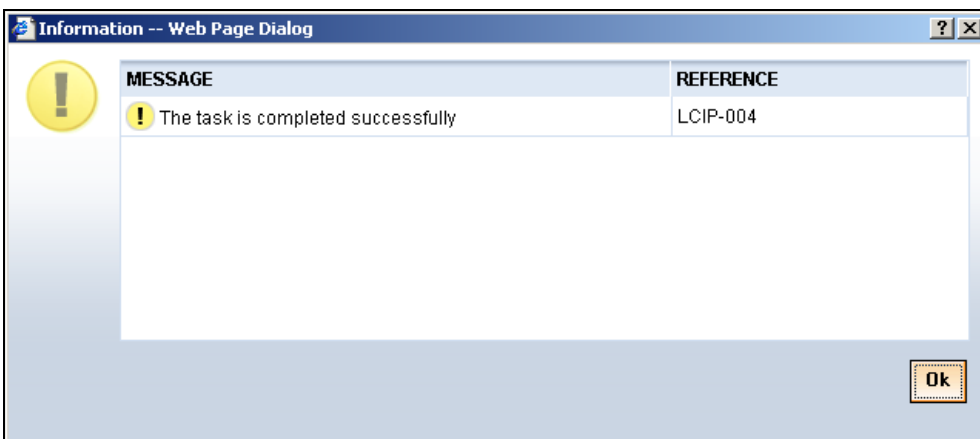 Information -- Web Page Dialog
MESSAGE REFERENCE
The task is completed successfully LCIP-004
Ok